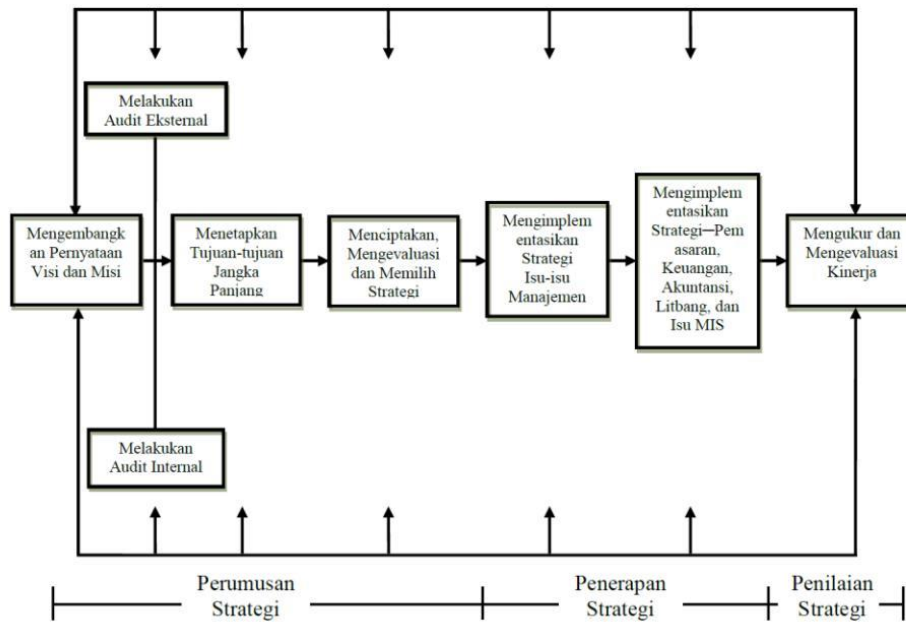 Melakukan
Audit Eksternal
Mengembangk
an Pernyataan
Visi dan Misi
Menetapkan
Tujuan-tujuan
Jangka
Panjang
Menciptakan,
Mengevaluasi
dan Memilih
Strategi
Mengimplem
entasikan
Strategi
Isu-isu
Manajemen
Mengimplem
entasikan
Strategi—Pem
asaran,
Keuangan,
Akuntansi,
Litbang, dan
Isu MIS
Mengukur dan
Mengevaluasi
Kinerja
Melakukan
Audit Internal
Perumusan
Strategi
Penerapan
Strategi
Penilaian
Strategi